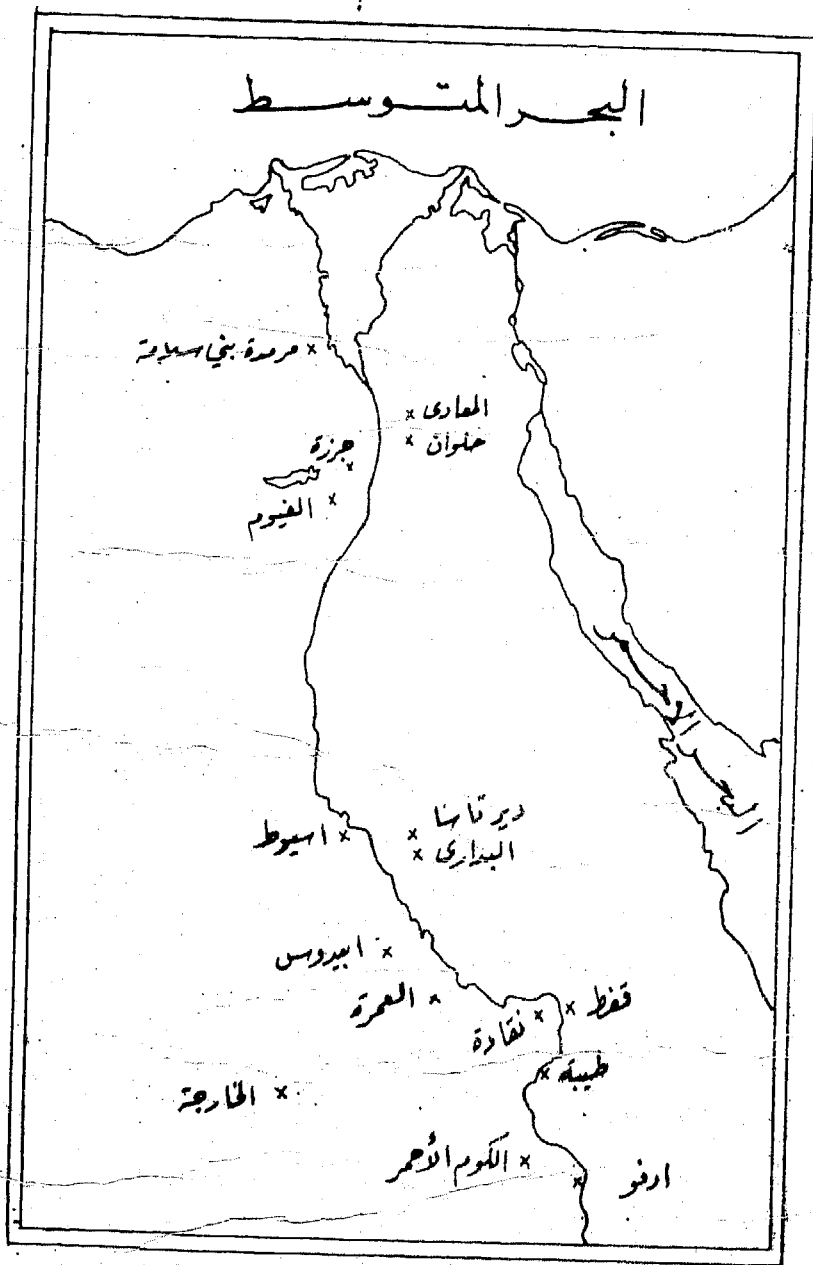 البحر المتوسط
مرمدة بني سلامة
المعادى
حلوان
جرزة
الفيوم
البحر الأحمر
دير تاسا
البدارى
اسيوط
ابيدوس
العمرة
قفط
نقادة
طيبة
الخارجة
الكوم الأحمر
ادفو